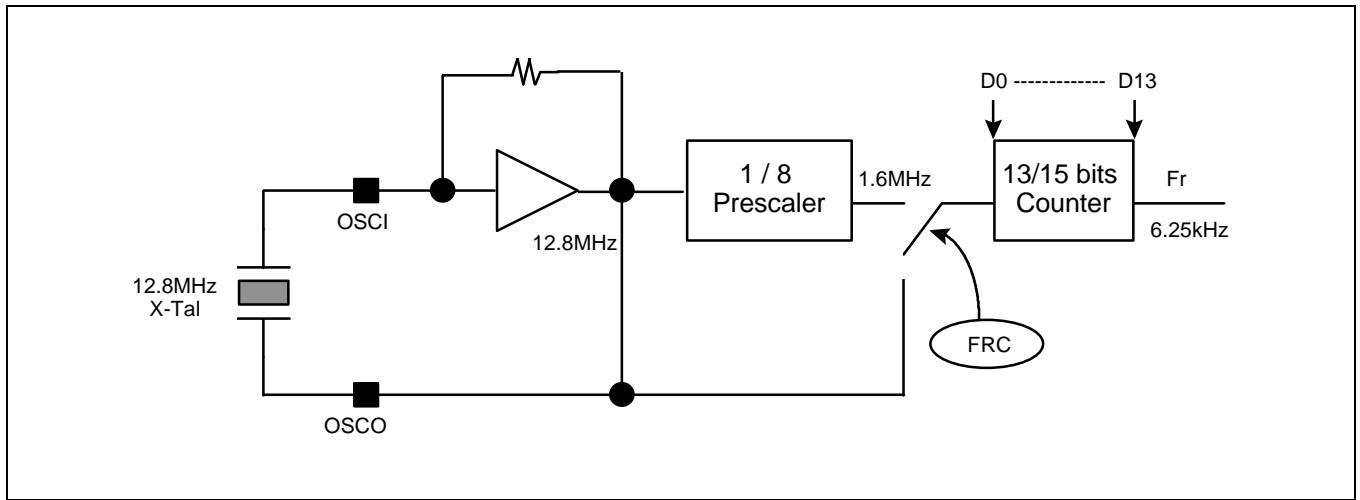 D0 ------------- D13
1 / 8
Prescaler
1.6MHz
13/15 bits
Counter
Fr
6.25kHz
OSCI
12.8MHz
12.8MHz
X-Tal
FRC
OSCO